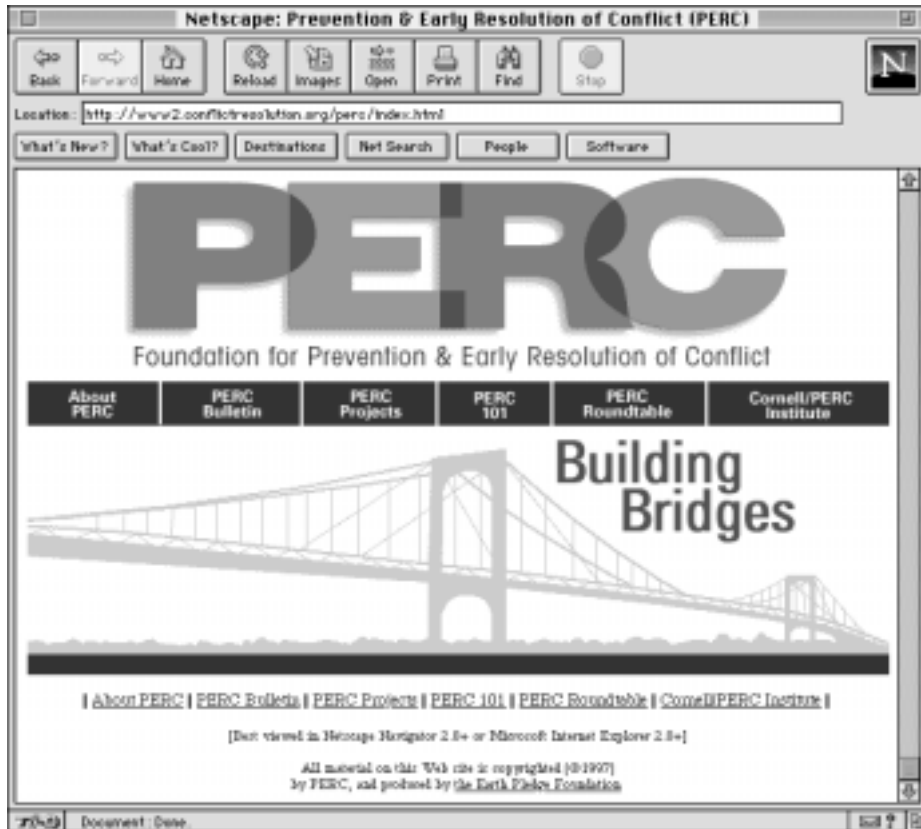 Netscape: Prevention & Early Resolution of Conflict (PERC)
Back Forward Home Reload Images Open Print Find Stop
N
Location: http://www2.conflictresolution.org/perc/index.html
What's New? What's Cool? Destinations Net Search People Software
PERC
Foundation for Prevention & Early Resolution of Conflict
About PERC
PERC Bulletin
PERC Projects
PERC 101
PERC Roundtable
Cornell/PERC Institute
Building
Bridges
| About PERC | PERC Bulletin | PERC Projects | PERC 101 | PERC Roundtable | Cornell/PERC Institute |
[Best viewed in Netscape Navigator 2.0+ or Microsoft Internet Explorer 2.0+]
All material on this Web site is copyrighted [©1997]
by PERC, and produced by the Earth Pledge Foundation
Document: Done.
?